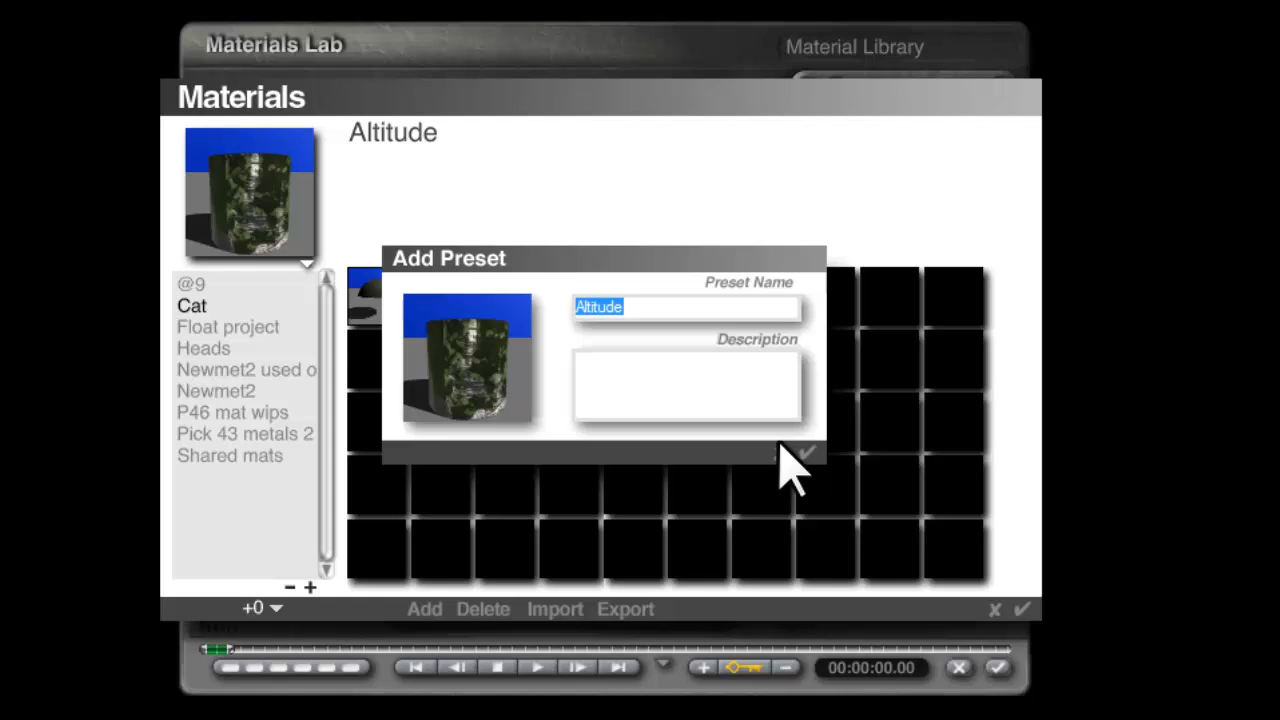 Materials Lab
Material Library
Materials
Altitude
Add Preset
Preset Name
Altitude
Description
@9
Cat
Float project
Heads
Newmet2 used o
Newmet2
P46 mat wips
Pick 43 metals 2
Shared mats
+0
Add Delete Import Export
00:00:00.00